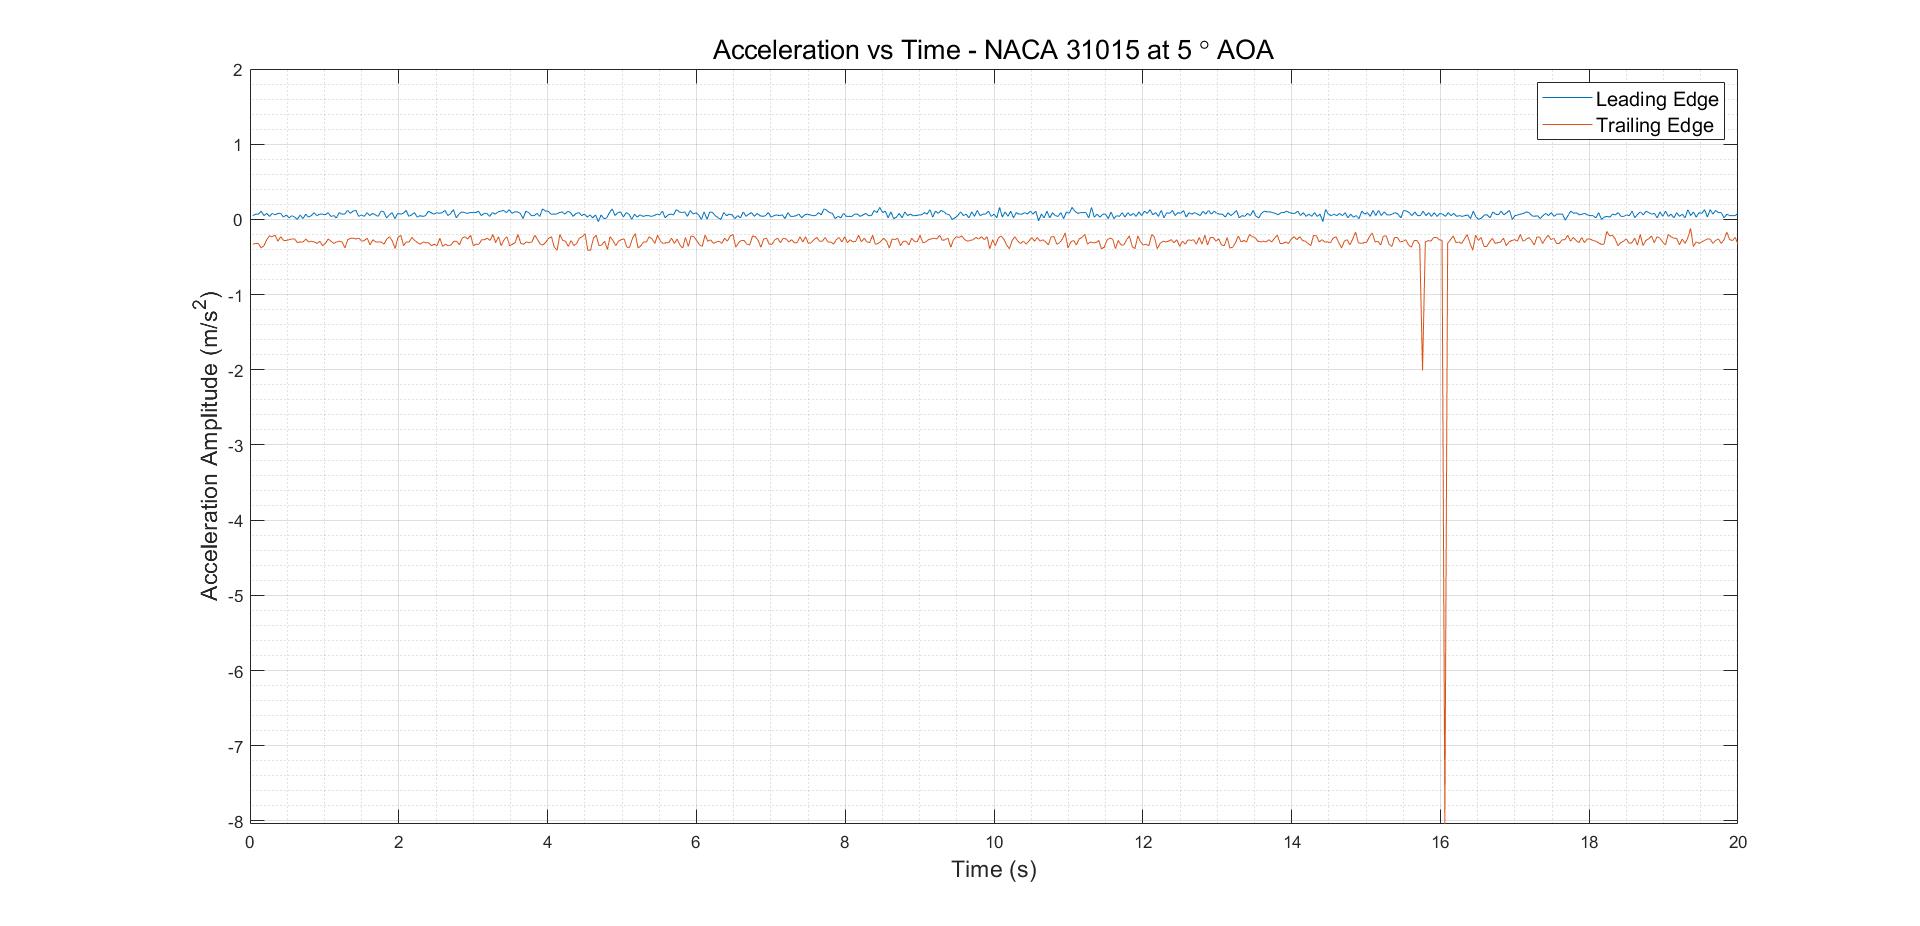 Acceleration vs Time - NACA 31015 at 5 ° AOA
Leading Edge
Trailing Edge
Acceleration Amplitude (m/s²)
2
1
0
-1
-2
-3
-4
-5
-6
-7
-8
0 2 4 6 8 10 12 14 16 18 20
Time (s)